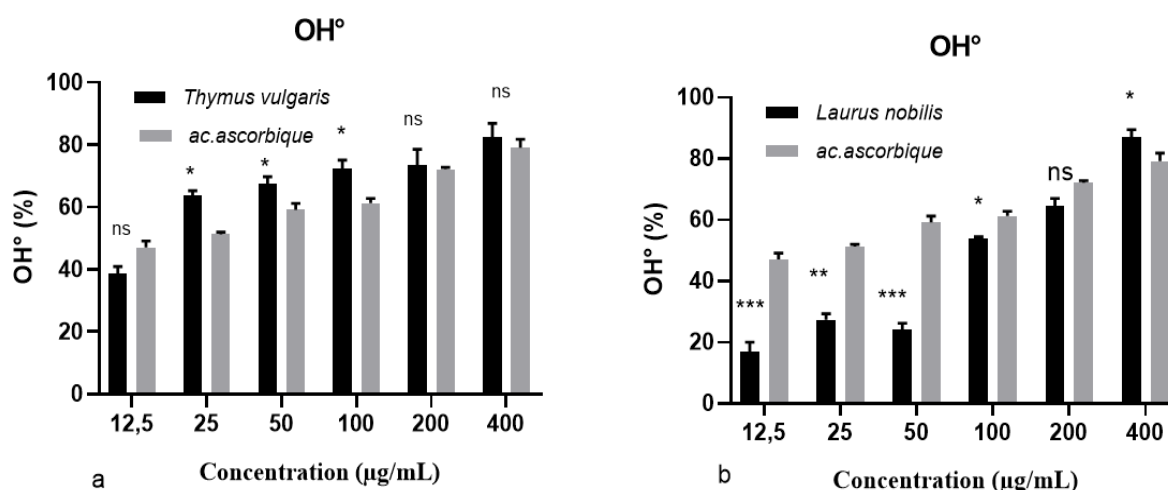 OH°
100
80
60
40
20
0
OH° (%)
Thymus vulgaris
ac.ascorbique
ns
*
*
*
ns
ns
12,5 25 50 100 200 400
Concentration (µg/mL)
a
OH°
100
80
60
40
20
0
OH° (%)
Laurus nobilis
ac.ascorbique
***
**
***
*
ns
*
12,5 25 50 100 200 400
Concentration (µg/mL)
b